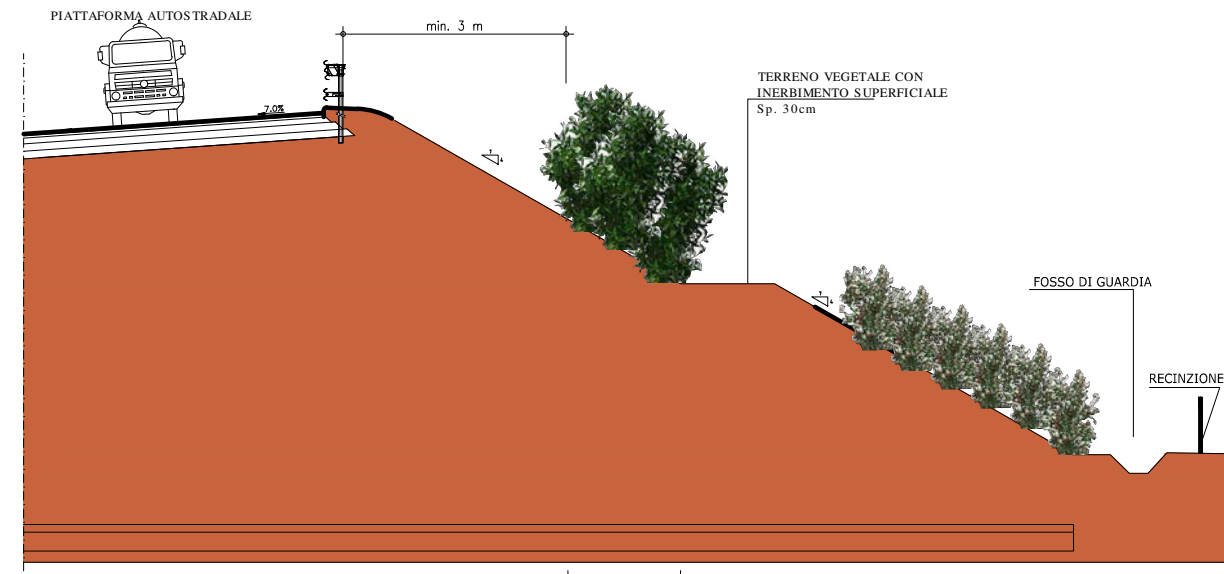 PIATTAFORMA AUTOSTRADALE
min. 3 m
7.0%
TERRENO VEGETALE CON
INERBIMENTO SUPERFICIALE
Sp. 30cm
FOSSO DI GUARDIA
RECINZIONE